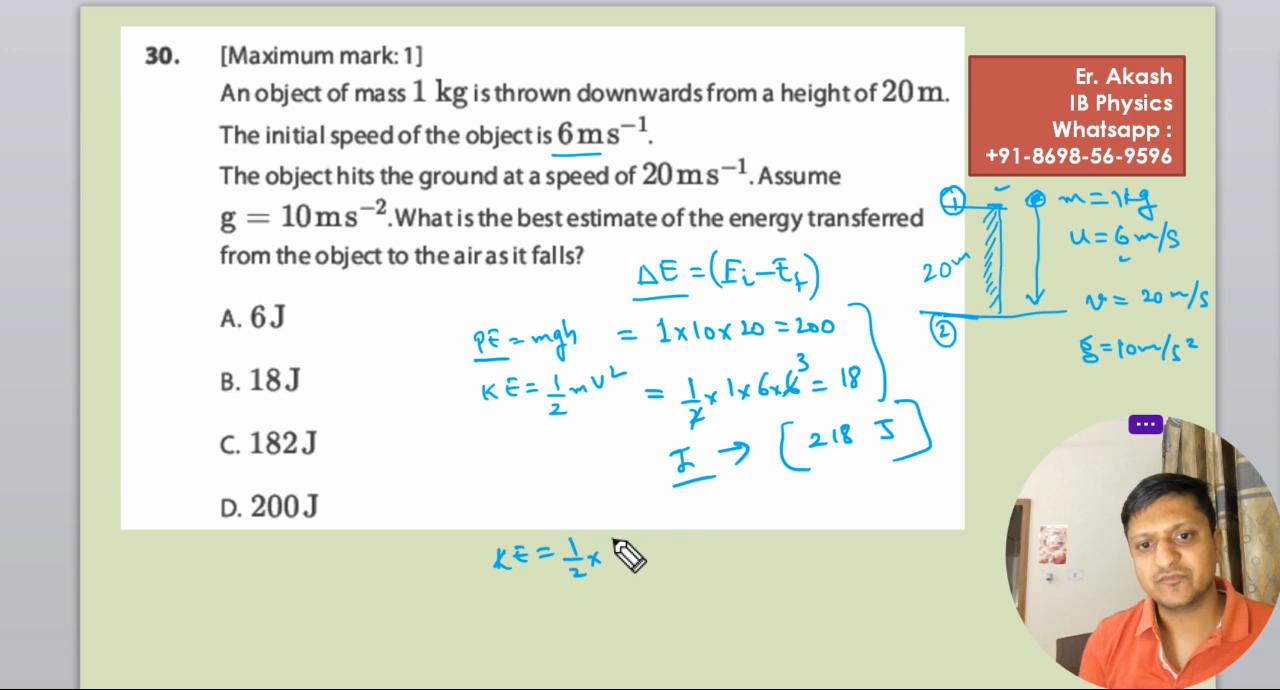 30. [Maximum mark: 1]
An object of mass 1 kg is thrown downwards from a height of 20 m.
The initial speed of the object is 6 m s⁻¹.
The object hits the ground at a speed of 20 m s⁻¹. Assume
g = 10 m s⁻². What is the best estimate of the energy transferred
from the object to the air as it falls?
A. 6 J
B. 18 J
C. 182 J
D. 200 J
ΔE = (Ei - Ef)
PE = mgh = 1 x 10 x 20 = 200
KE = 1/2 mv² = 1/2 x 1 x 6 x 6 3 = 18
I → [218 J]
KE = 1/2 x
Er. Akash
IB Physics
Whatsapp :
+91-8698-56-9596
1
m = 1kg
u = 6 m/s
20m
v = 20 m/s
2
g = 10 m/s²